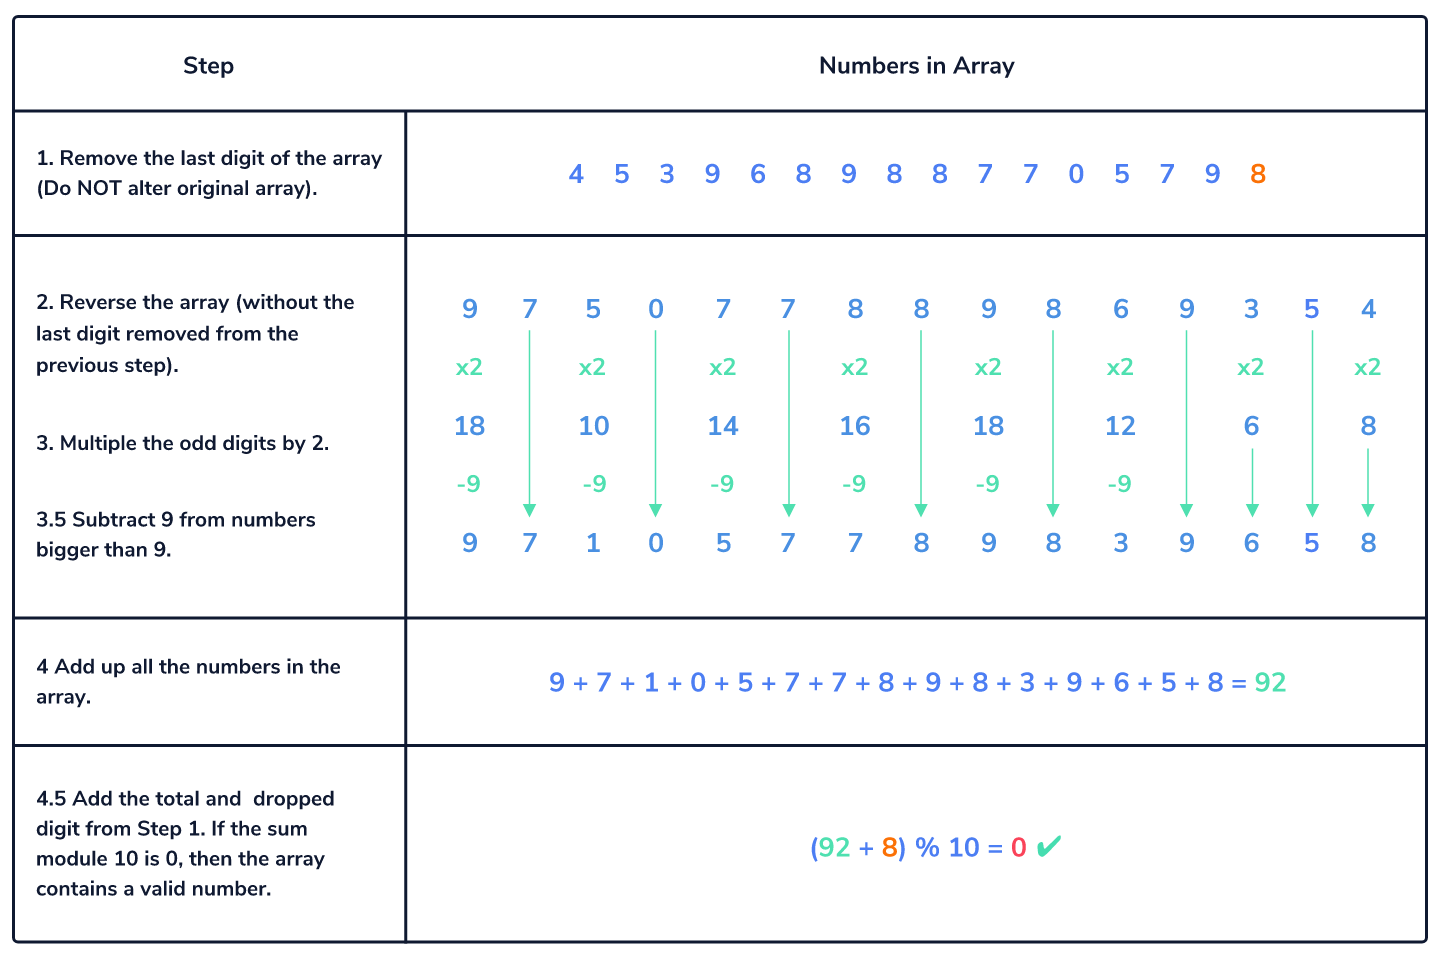 Step
Numbers in Array
1. Remove the last digit of the array
(Do NOT alter original array).
4 5 3 9 6 8 9 8 8 7 7 0 5 7 9 8
2. Reverse the array (without the
last digit removed from the
previous step).
3. Multiple the odd digits by 2.
3.5 Subtract 9 from numbers
bigger than 9.
9 7 5 0 7 7 8 8 9 8 6 9 3 5 4
x2 x2 x2 x2 x2 x2 x2 x2
18 10 14 16 18 12 6 8
-9 -9 -9 -9 -9 -9
9 7 1 0 5 7 7 8 9 8 3 9 6 5 8
4 Add up all the numbers in the
array.
9 + 7 + 1 + 0 + 5 + 7 + 7 + 8 + 9 + 8 + 3 + 9 + 6 + 5 + 8 = 92
4.5 Add the total and  dropped
digit from Step 1. If the sum
module 10 is 0, then the array
contains a valid number.
(92 + 8) % 10 = 0 ✔